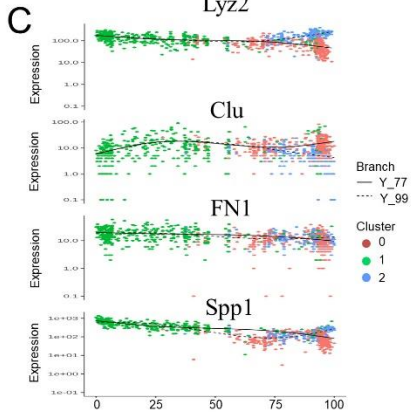 C
Lyz2
Expression
100.0
10.0
1.0
0.1
Clu
Expression
100.0
10.0
1.0
0.1
FN1
Expression
10.0
1.0
0.1
Spp1
Expression
1e+03
1e+02
1e+01
1e+00
1e-01
0 25 50 75 100
Branch
Y_77
Y_99
Cluster
0
1
2